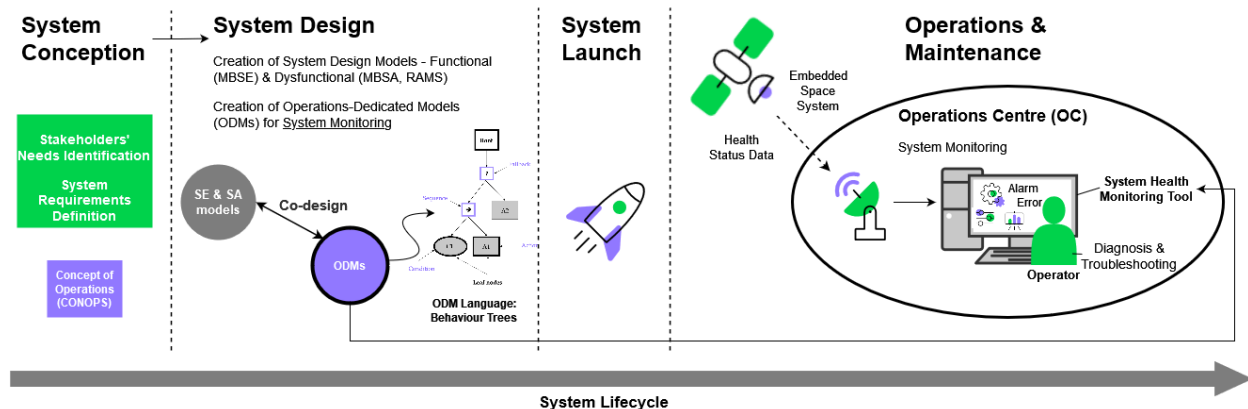 System
Conception
System Design
Creation of System Design Models - Functional
(MBSE) & Dysfunctional (MBSA, RAMS)
Creation of Operations-Dedicated Models
(ODMs) for System Monitoring
System
Launch
Operations &
Maintenance
Stakeholders'
Needs Identification
System
Requirements
Definition
Concept of
Operations
(CONOPS)
SE & SA
models
Co-design
ODMs
Root
?
Fallback
Sequence
A2
A1
Action
Condition
Leaf nodes
ODM Language:
Behaviour Trees
Embedded
Space
System
Health
Status Data
Operations Centre (OC)
System Monitoring
Alarm
Error
System Health
Monitoring Tool
Diagnosis &
Troubleshooting
Operator
System Lifecycle